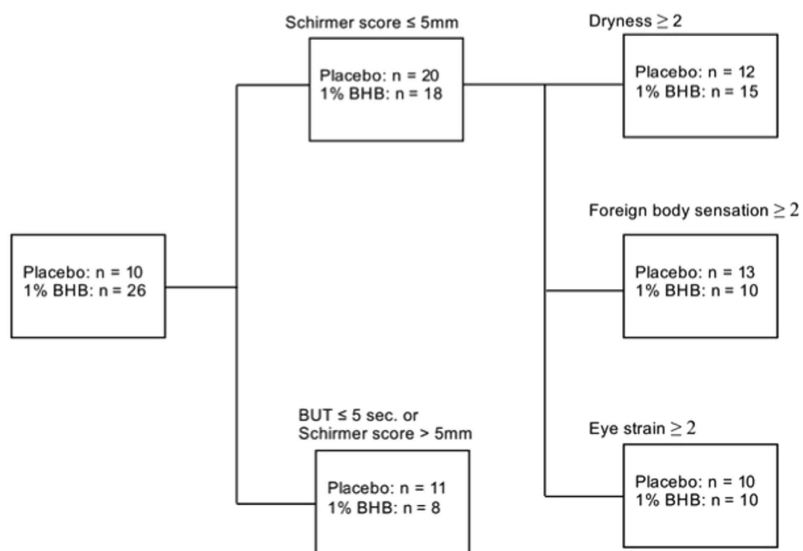 Schirmer score ≤ 5mm
Placebo: n = 20
1% BHB: n = 18
Dryness ≥ 2
Placebo: n = 12
1% BHB: n = 15
Placebo: n = 10
1% BHB: n = 26
Foreign body sensation ≥ 2
Placebo: n = 13
1% BHB: n = 10
BUT ≤ 5 sec. or
Schirmer score > 5mm
Placebo: n = 11
1% BHB: n = 8
Eye strain ≥ 2
Placebo: n = 10
1% BHB: n = 10